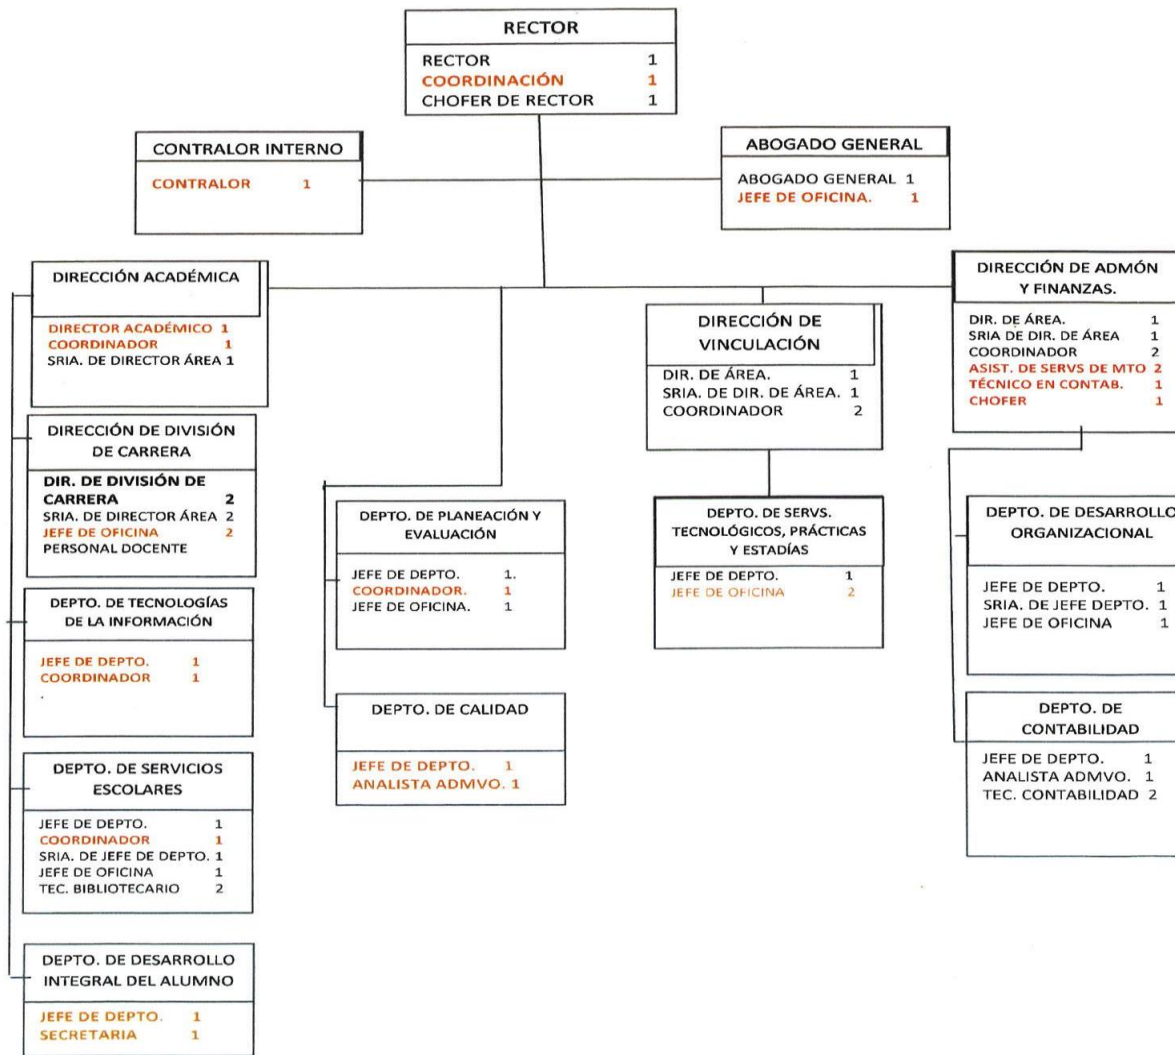 RECTOR
RECTOR 1
COORDINACIÓN 1
CHOFER DE RECTOR 1
CONTRALOR INTERNO
CONTRALOR 1
ABOGADO GENERAL
ABOGADO GENERAL 1
JEFE DE OFICINA. 1
DIRECCIÓN ACADÉMICA
DIRECTOR ACADÉMICO 1
COORDINADOR 1
SRIA. DE DIRECTOR ÁREA 1
DIRECCIÓN DE DIVISIÓN
DE CARRERA
DIR. DE DIVISIÓN DE
CARRERA 2
SRIA. DE DIRECTOR ÁREA 2
JEFE DE OFICINA 2
PERSONAL DOCENTE
DEPTO. DE TECNOLOGÍAS
DE LA INFORMACIÓN
JEFE DE DEPTO. 1
COORDINADOR 1
.
DEPTO. DE SERVICIOS
ESCOLARES
JEFE DE DEPTO. 1
COORDINADOR 1
SRIA. DE JEFE DE DEPTO. 1
JEFE DE OFICINA 1
TEC. BIBLIOTECARIO 2
DEPTO. DE DESARROLLO
INTEGRAL DEL ALUMNO
JEFE DE DEPTO. 1
SECRETARIA 1
DEPTO. DE PLANEACIÓN Y
EVALUACIÓN
JEFE DE DEPTO. 1.
COORDINADOR. 1
JEFE DE OFICINA. 1
DEPTO. DE CALIDAD
JEFE DE DEPTO. 1
ANALISTA ADMVO. 1
DIRECCIÓN DE
VINCULACIÓN
DIR. DE ÁREA. 1
SRIA. DE DIR. DE ÁREA. 1
COORDINADOR 2
DEPTO. DE SERVS.
TECNOLÓGICOS, PRÁCTICAS
Y ESTADÍAS
JEFE DE DEPTO. 1
JEFE DE OFICINA 2
DIRECCIÓN DE ADMÓN
Y FINANZAS.
DIR. DE ÁREA. 1
SRIA DE DIR. DE ÁREA 1
COORDINADOR 2
ASIST. DE SERVS DE MTO 2
TÉCNICO EN CONTAB. 1
CHOFER 1
DEPTO. DE DESARROLLO
ORGANIZACIONAL
JEFE DE DEPTO. 1
SRIA. DE JEFE DEPTO. 1
JEFE DE OFICINA 1
DEPTO. DE
CONTABILIDAD
JEFE DE DEPTO. 1
ANALISTA ADMVO. 1
TEC. CONTABILIDAD 2